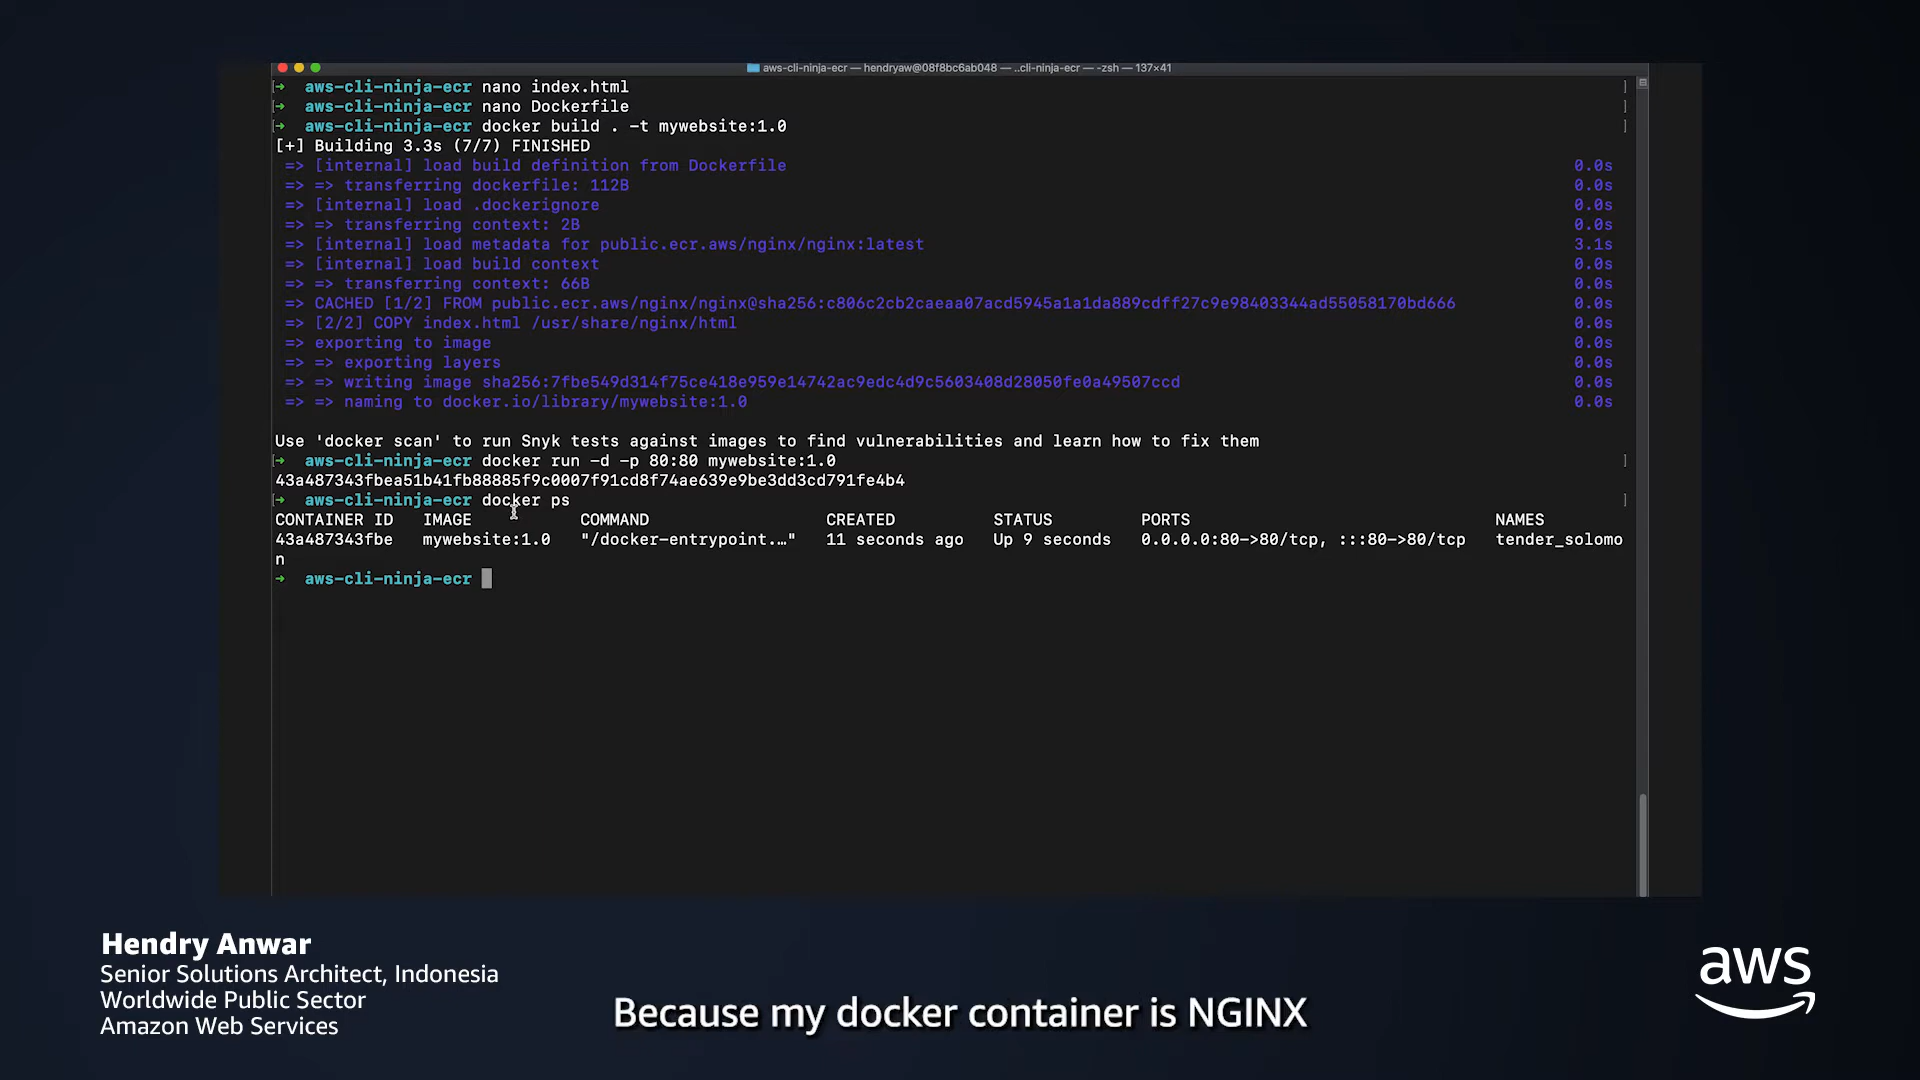 aws-cli-ninja-ecr — hendryaw@08f8bc6ab048 — ..cli-ninja-ecr — -zsh — 137×41
[➜ aws-cli-ninja-ecr nano index.html ]
[➜ aws-cli-ninja-ecr nano Dockerfile ]
[➜ aws-cli-ninja-ecr docker build . -t mywebsite:1.0 ]
[+] Building 3.3s (7/7) FINISHED
=> [internal] load build definition from Dockerfile 0.0s
=> => transferring dockerfile: 112B 0.0s
=> [internal] load .dockerignore 0.0s
=> => transferring context: 2B 0.0s
=> [internal] load metadata for public.ecr.aws/nginx/nginx:latest 3.1s
=> [internal] load build context 0.0s
=> => transferring context: 66B 0.0s
=> CACHED [1/2] FROM public.ecr.aws/nginx/nginx@sha256:c806c2cb2caeaa07acd5945a1a1da889cdff27c9e98403344ad55058170bd666 0.0s
=> [2/2] COPY index.html /usr/share/nginx/html 0.0s
=> exporting to image 0.0s
=> => exporting layers 0.0s
=> => writing image sha256:7fbe549d314f75ce418e959e14742ac9edc4d9c5603408d28050fe0a49507ccd 0.0s
=> => naming to docker.io/library/mywebsite:1.0 0.0s
Use 'docker scan' to run Snyk tests against images to find vulnerabilities and learn how to fix them
[➜ aws-cli-ninja-ecr docker run -d -p 80:80 mywebsite:1.0 ]
43a487343fbea51b41fb88885f9c0007f91cd8f74ae639e9be3dd3cd791fe4b4
[➜ aws-cli-ninja-ecr docker ps ]
CONTAINER ID IMAGE COMMAND CREATED STATUS PORTS NAMES
43a487343fbe mywebsite:1.0 "/docker-entrypoint.…" 11 seconds ago Up 9 seconds 0.0.0.0:80->80/tcp, :::80->80/tcp tender_solomo
n
➜ aws-cli-ninja-ecr
Hendry Anwar
Senior Solutions Architect, Indonesia
Worldwide Public Sector
Amazon Web Services
Because my docker container is NGINX
aws